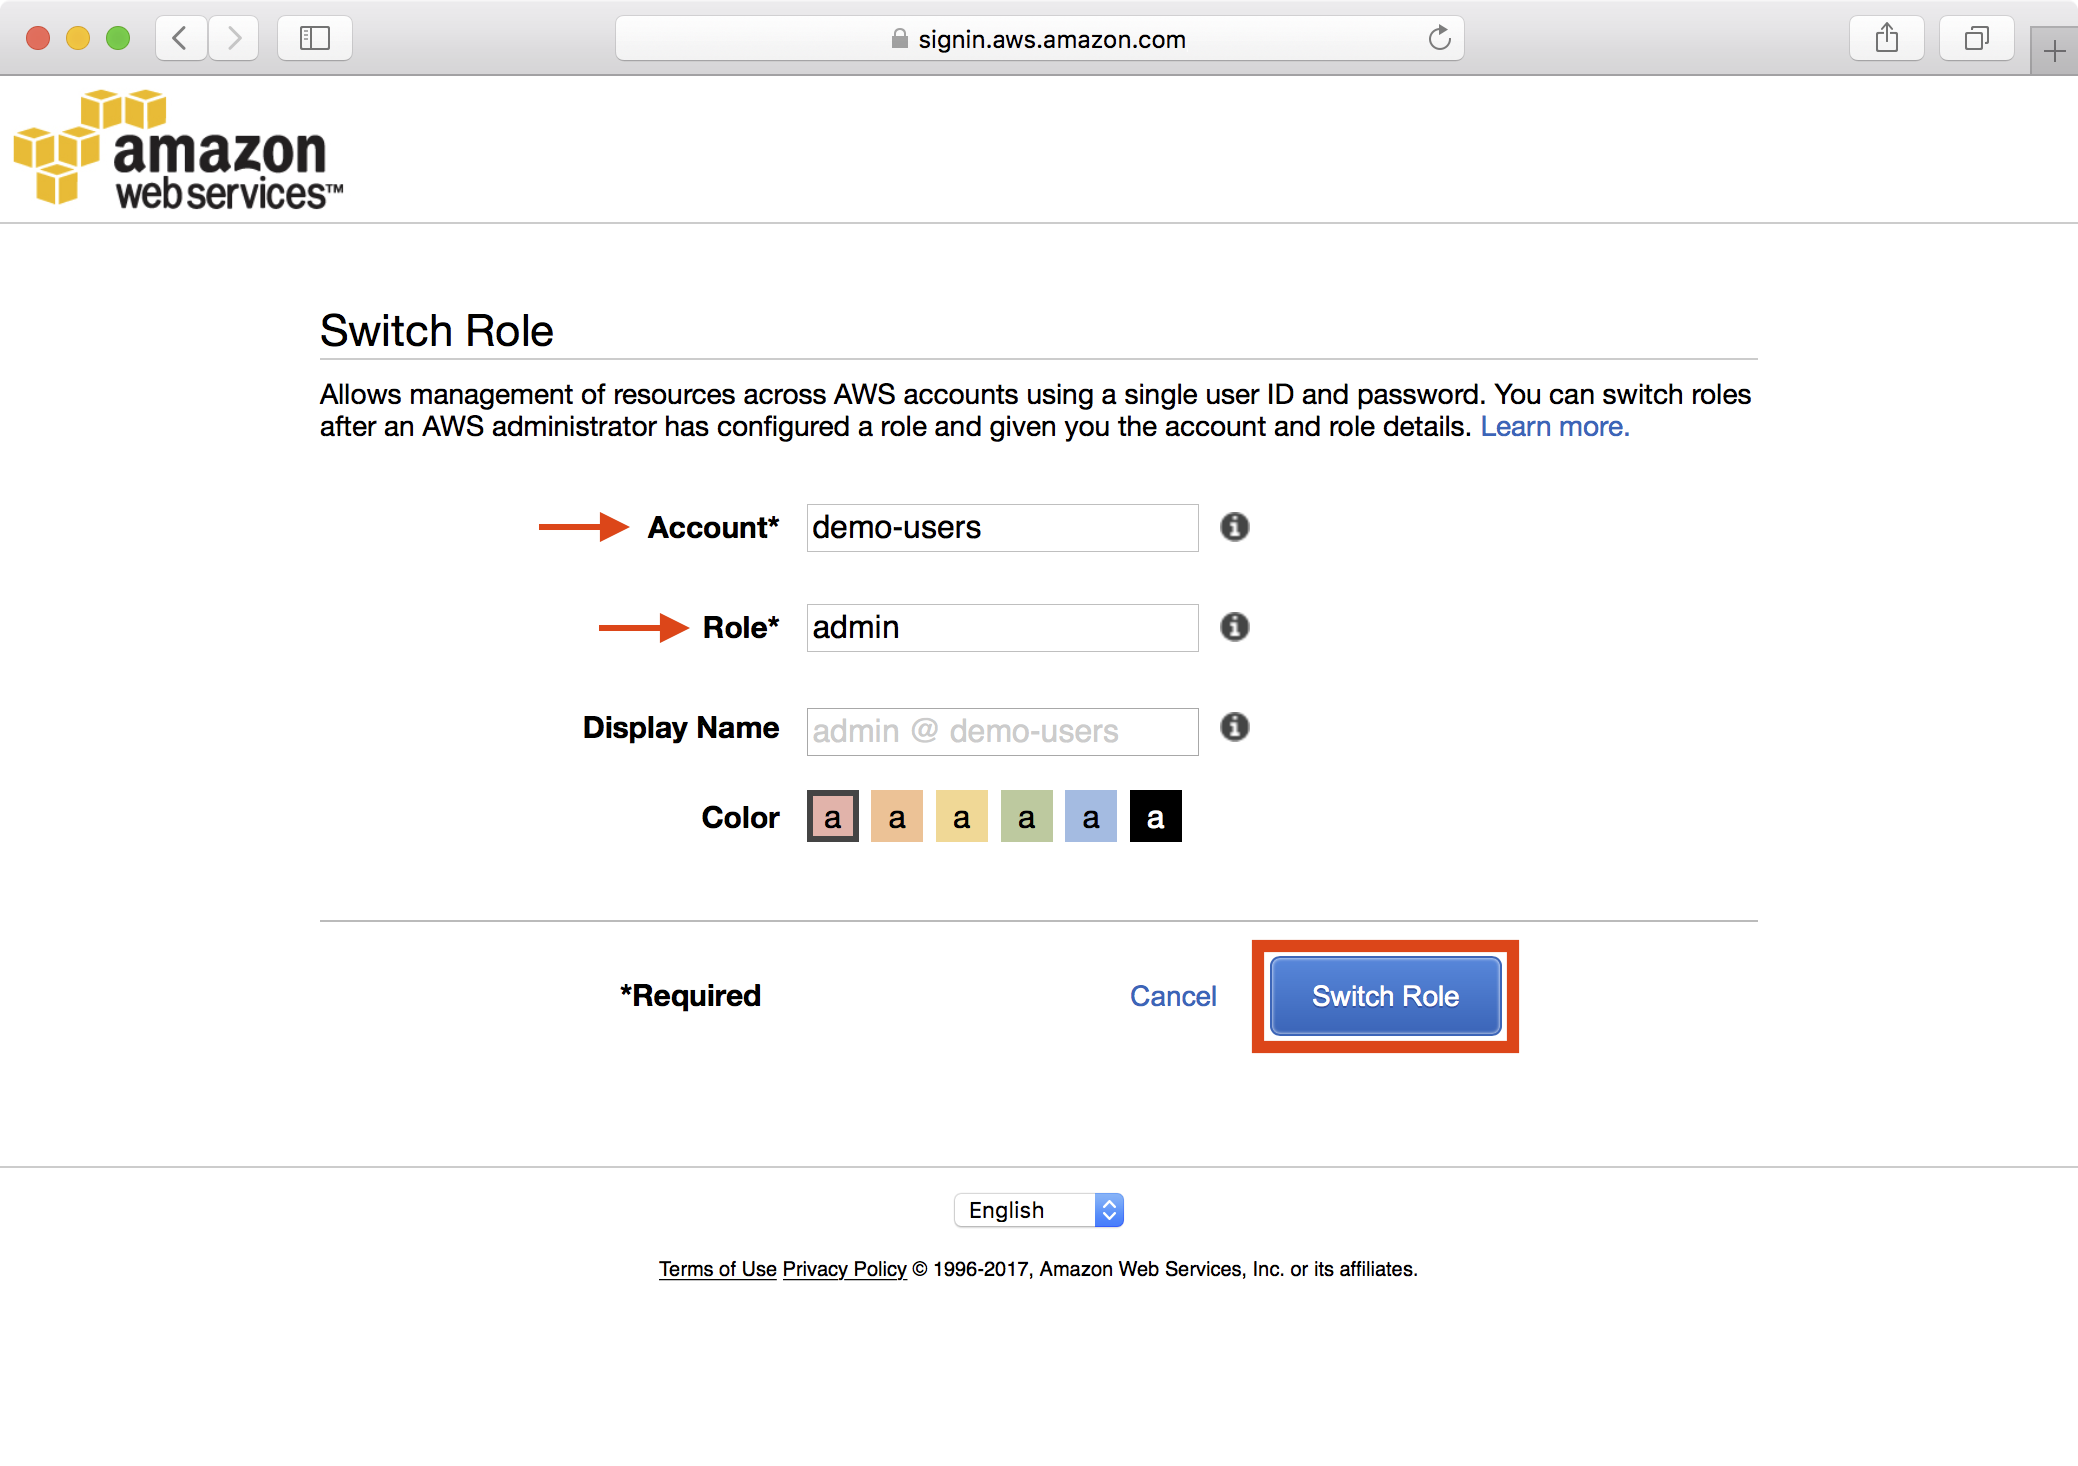 signin.aws.amazon.com
amazon
web services™
Switch Role
Allows management of resources across AWS accounts using a single user ID and password. You can switch roles
after an AWS administrator has configured a role and given you the account and role details. Learn more.
Account* demo-users
Role* admin
Display Name admin @ demo-users
Color a a a a a a
*Required Cancel Switch Role
English
Terms of Use Privacy Policy © 1996-2017, Amazon Web Services, Inc. or its affiliates.